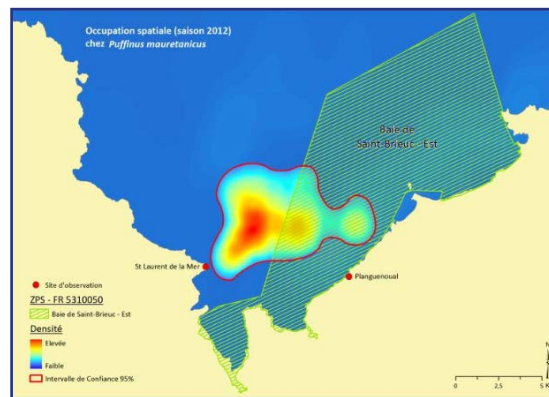 Occupation spatiale (saison 2012)
chez Puffinus mauretanicus
Baie de
Saint-Brieuc - Est
St Laurent de la Mer
Planguenoual
Site d'observation
ZPS - FR 5310050
Baie de Saint-Brieuc - Est
Densité
Elevée
Faible
Intervalle de Confiance 95%
N
0 2,5 5
K